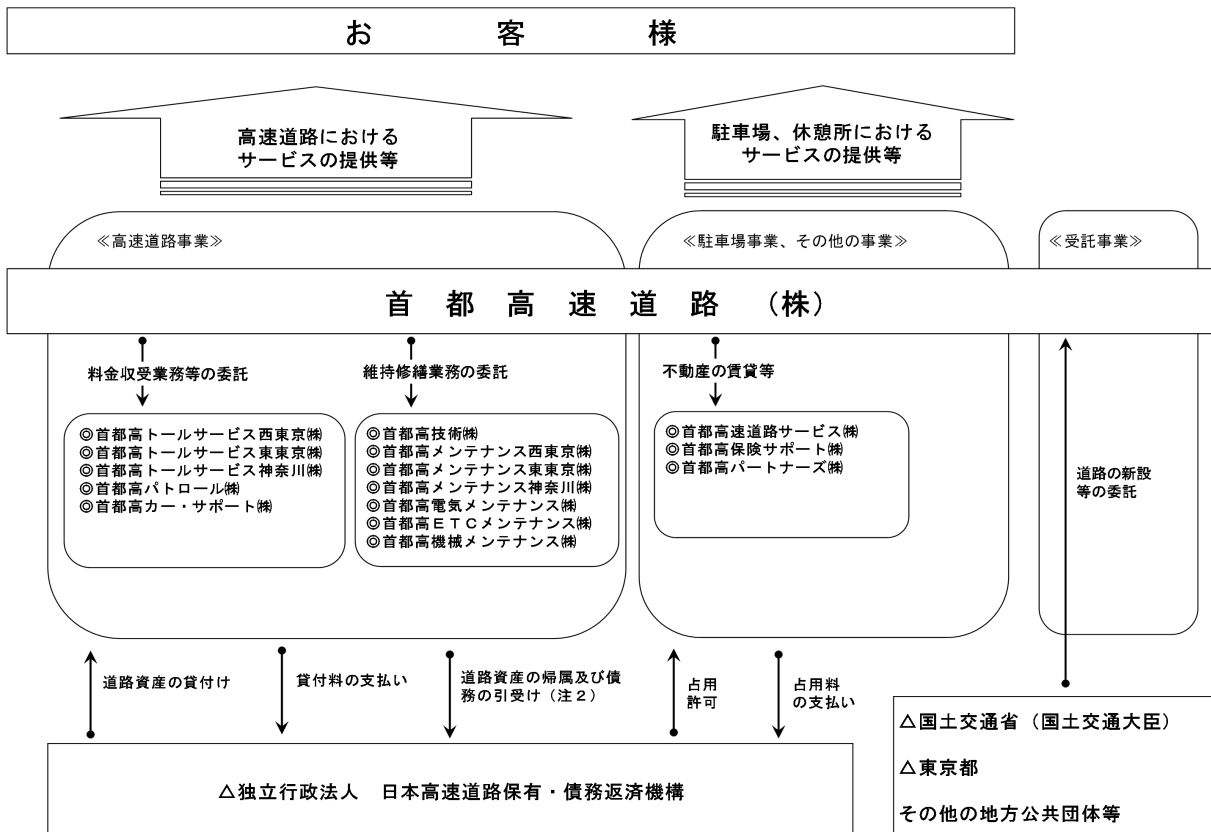 お客様
高速道路における
サービスの提供等
駐車場、休憩所における
サービスの提供等
≪高速道路事業≫
≪駐車場事業、その他の事業≫
≪受託事業≫
首都高速道路（株）
料金収受業務等の委託
維持修繕業務の委託
不動産の賃貸等
◎首都高トールサービス西東京㈱
◎首都高トールサービス東東京㈱
◎首都高トールサービス神奈川㈱
◎首都高パトロール㈱
◎首都高カー・サポート㈱
◎首都高技術㈱
◎首都高メンテナンス西東京㈱
◎首都高メンテナンス東東京㈱
◎首都高メンテナンス神奈川㈱
◎首都高電気メンテナンス㈱
◎首都高ＥＴＣメンテナンス㈱
◎首都高機械メンテナンス㈱
◎首都高速道路サービス㈱
◎首都高保険サポート㈱
◎首都高パートナーズ㈱
道路の新設
等の委託
道路資産の貸付け
貸付料の支払い
道路資産の帰属及び債
務の引受け（注２）
占用
許可
占用料
の支払い
△独立行政法人　日本高速道路保有・債務返済機構
△国土交通省（国土交通大臣）
△東京都
その他の地方公共団体等